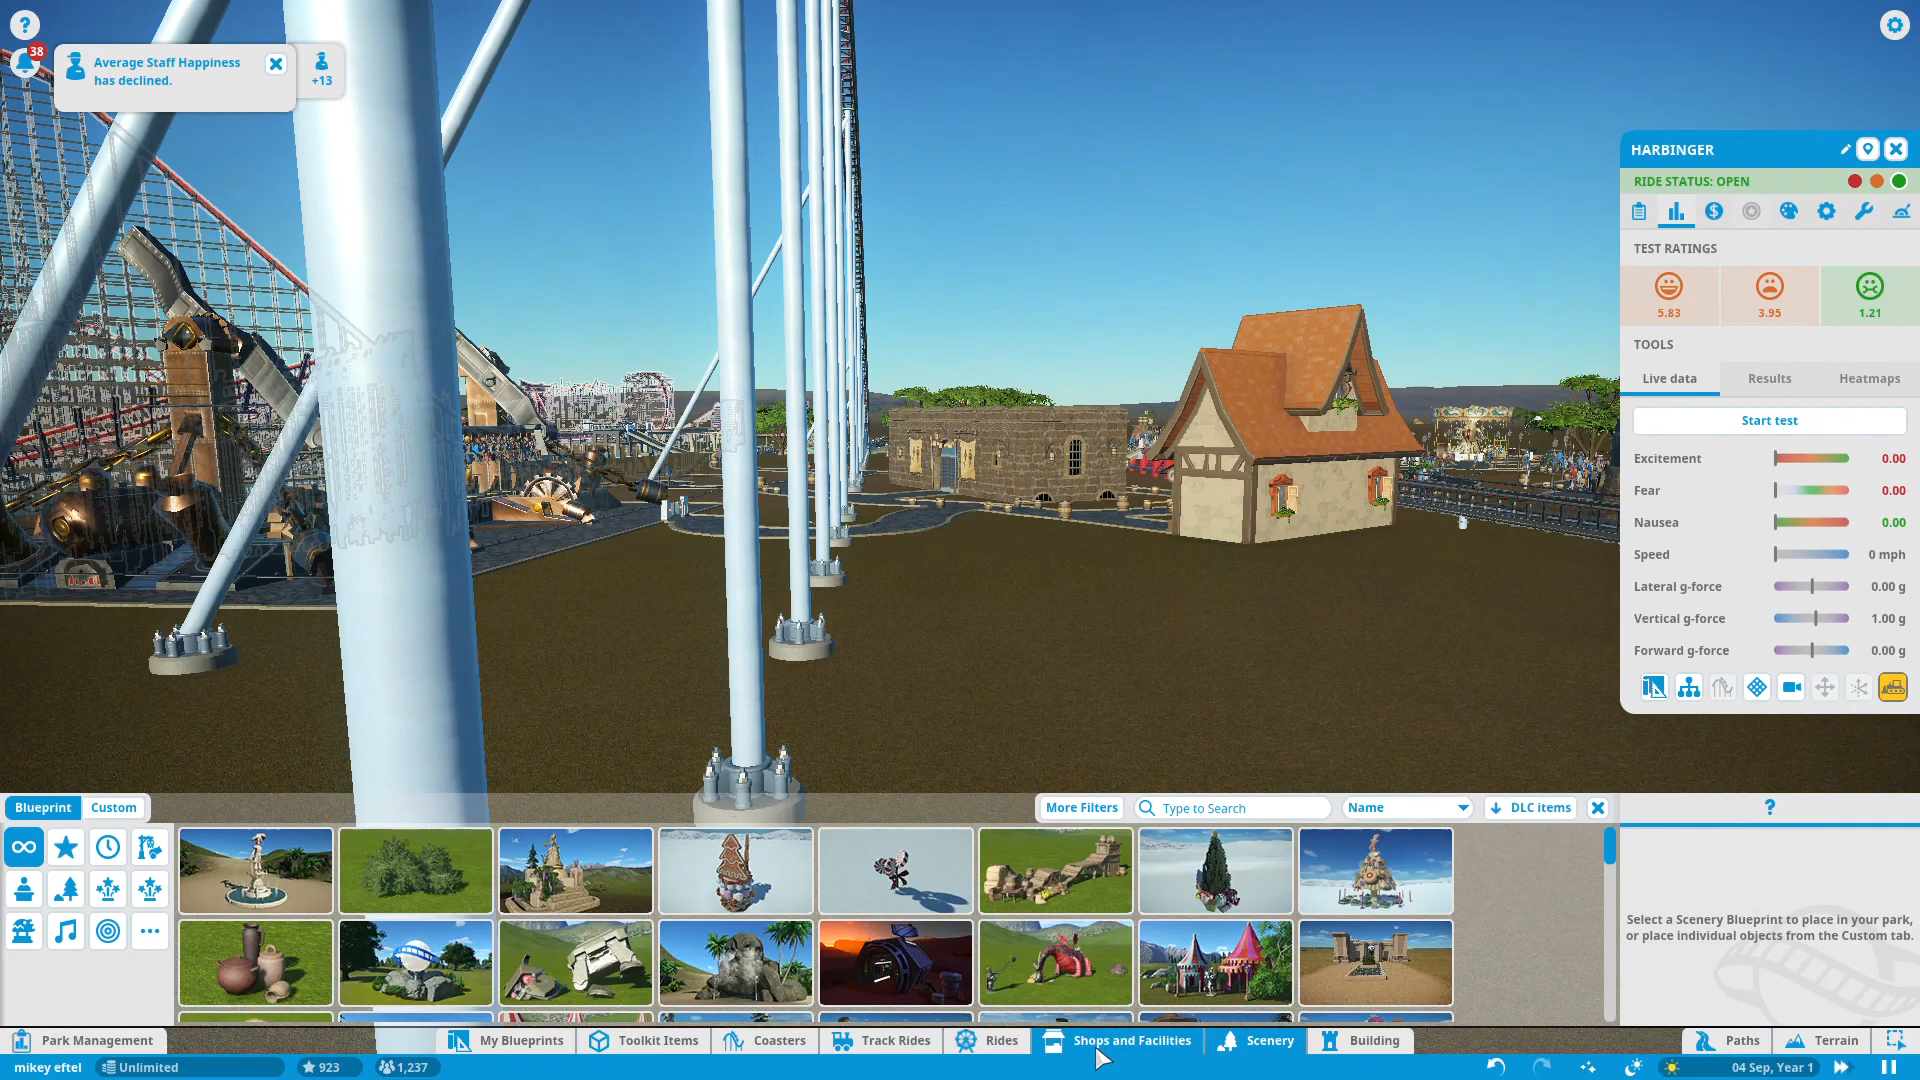 ?
38
Average Staff Happiness
has declined.
+13
HARBINGER
RIDE STATUS: OPEN
TEST RATINGS
5.83
3.95
1.21
TOOLS
Live data
Results
Heatmaps
Start test
Excitement 0.00
Fear 0.00
Nausea 0.00
Speed 0 mph
Lateral g-force 0.00 g
Vertical g-force 1.00 g
Forward g-force 0.00 g
Blueprint
Custom
More Filters
Type to Search
Name
DLC items
?
Select a Scenery Blueprint to place in your park,
or place individual objects from the Custom tab.
Park Management
My Blueprints
Toolkit Items
Coasters
Track Rides
Rides
Shops and Facilities
Scenery
Building
Paths
Terrain
mikey eftel
Unlimited
923
1,237
04 Sep, Year 1